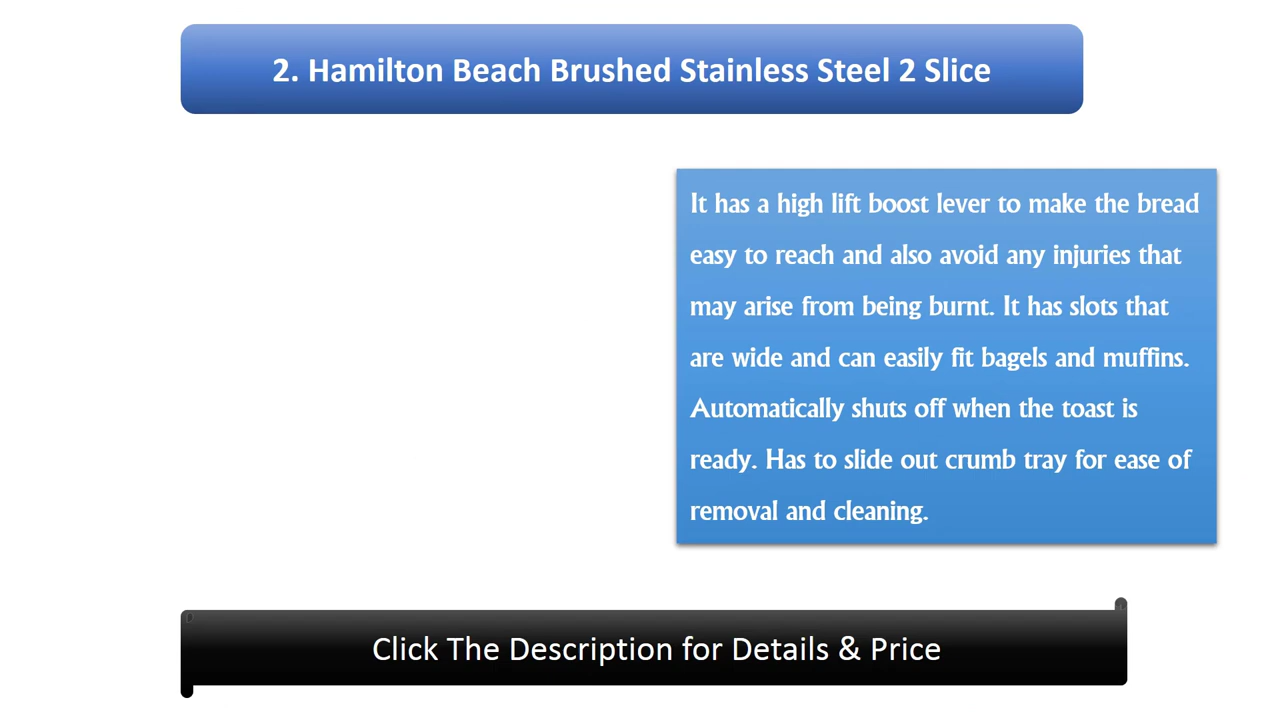 2. Hamilton Beach Brushed Stainless Steel 2 Slice
It has a high lift boost lever to make the bread
easy to reach and also avoid any injuries that
may arise from being burnt. It has slots that
are wide and can easily fit bagels and muffins.
Automatically shuts off when the toast is
ready. Has to slide out crumb tray for ease of
removal and cleaning.
Click The Description for Details & Price